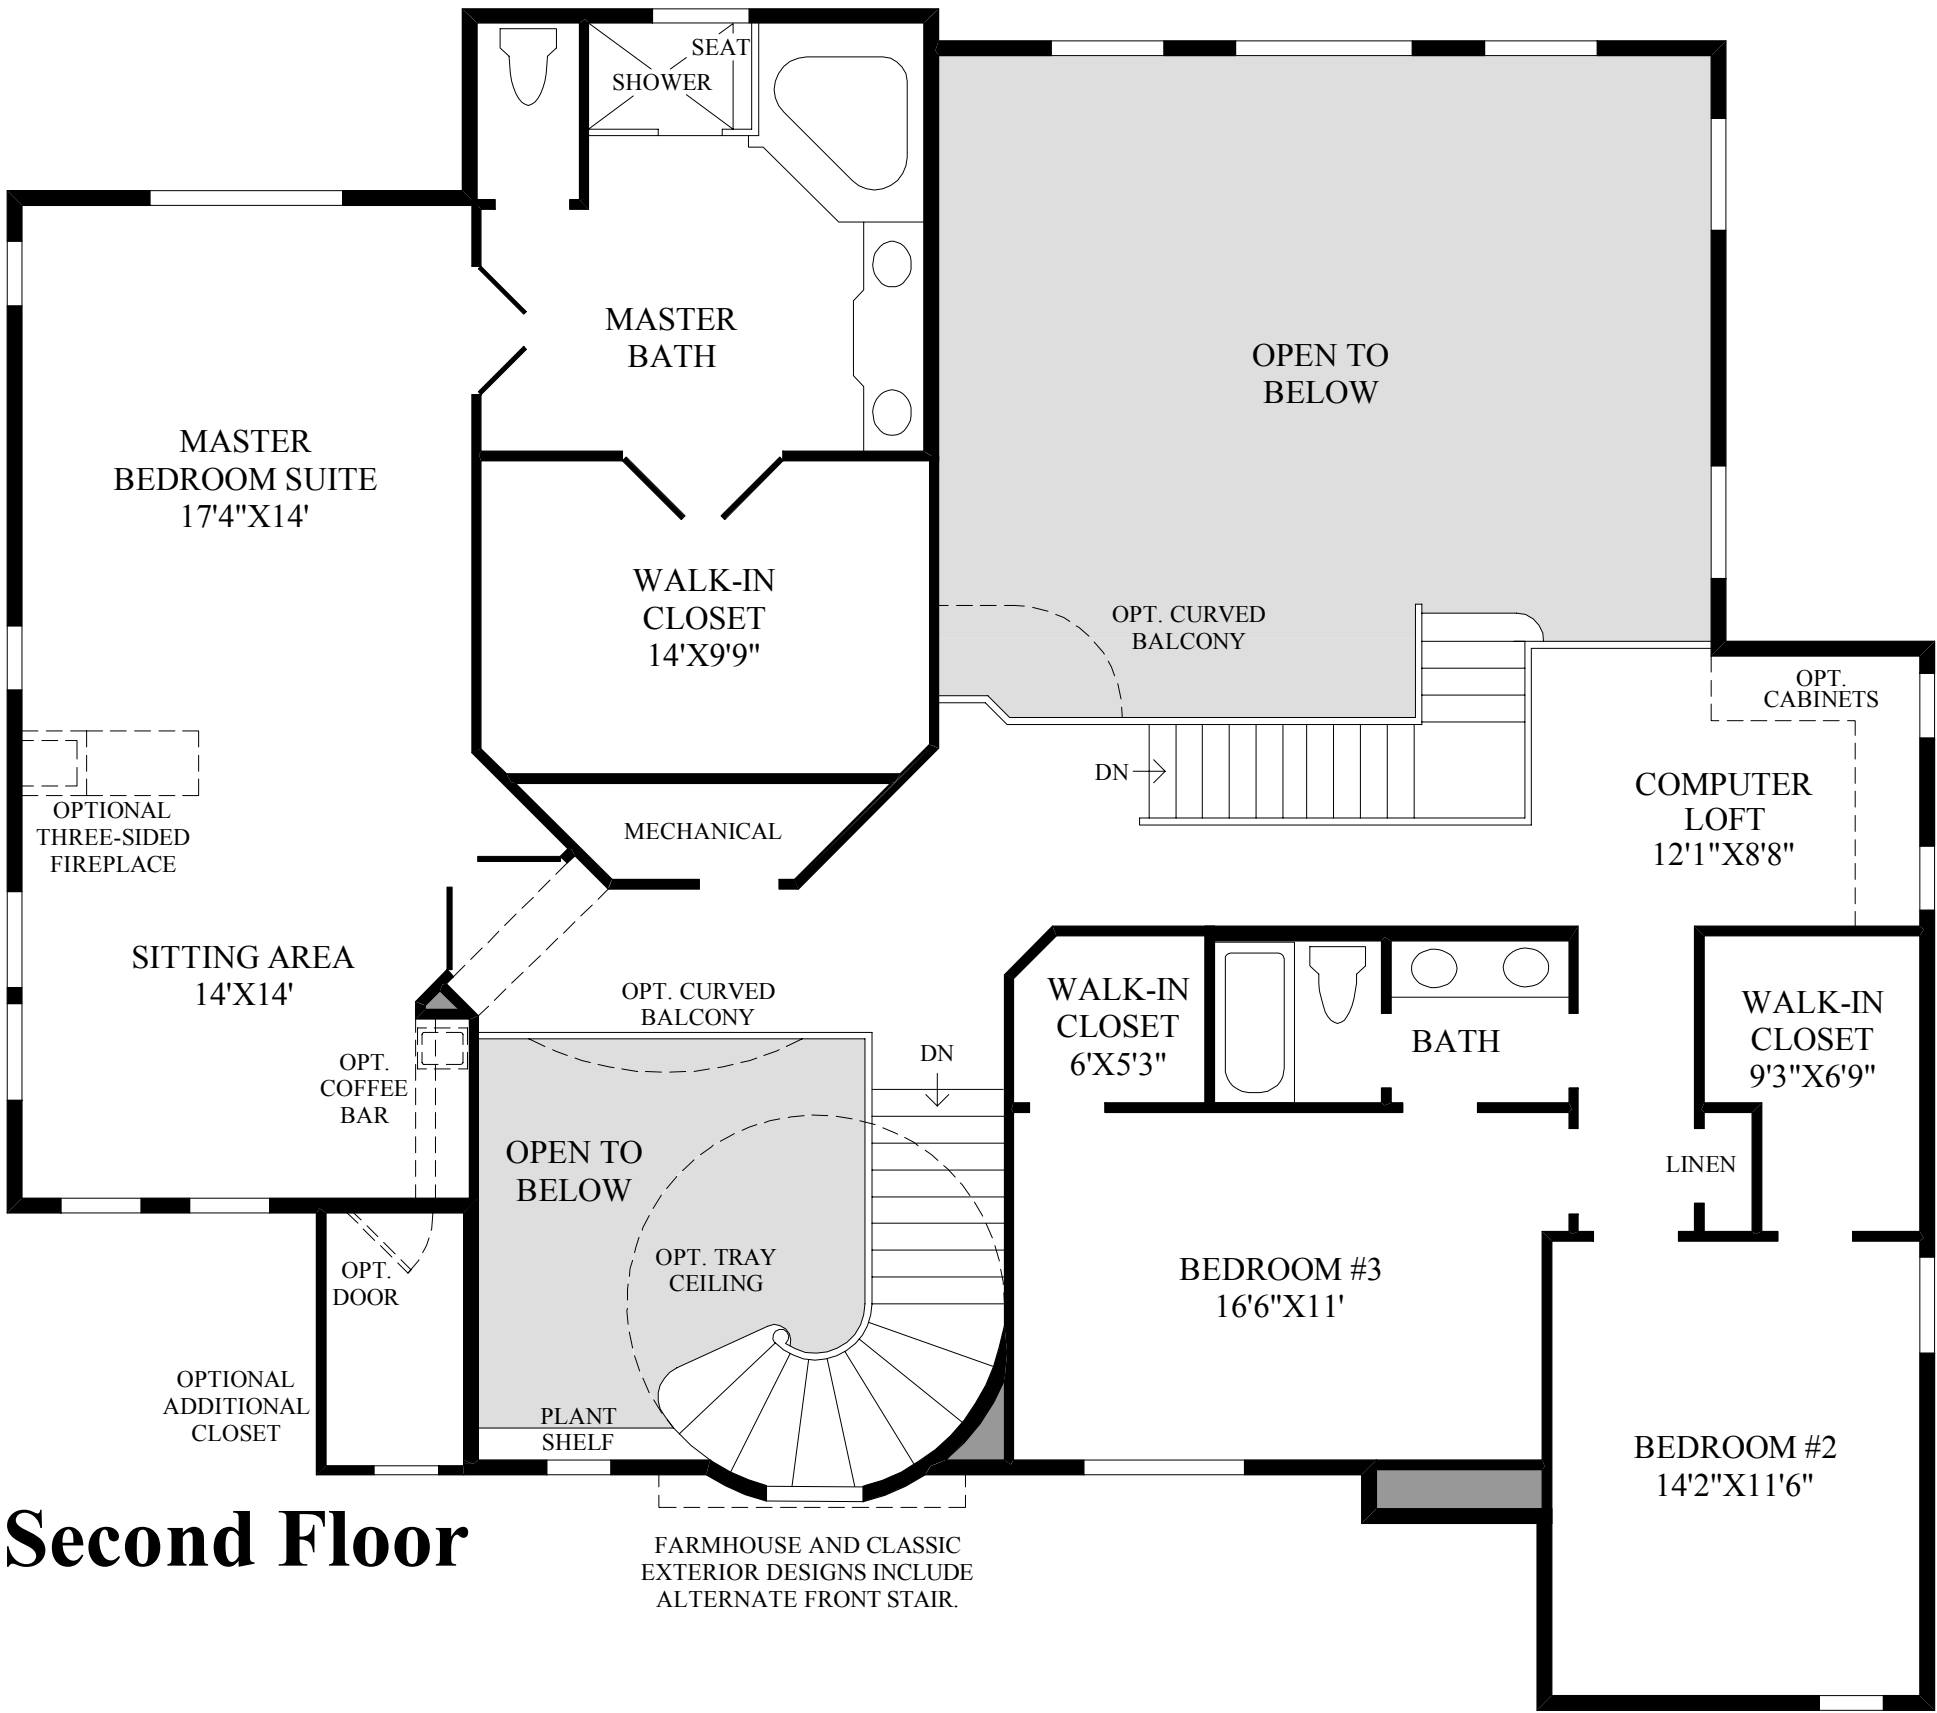 SEAT
SHOWER
MASTER
BATH
OPEN TO
BELOW
MASTER
BEDROOM SUITE
17'4"X14'
WALK-IN
CLOSET
14'X9'9"
OPT. CURVED
BALCONY
OPT.
CABINETS
DN
COMPUTER
LOFT
12'1"X8'8"
OPTIONAL
THREE-SIDED
FIREPLACE
MECHANICAL
SITTING AREA
14'X14'
OPT. CURVED
BALCONY
WALK-IN
CLOSET
6'X5'3"
BATH
WALK-IN
CLOSET
9'3"X6'9"
OPT.
COFFEE
BAR
DN
OPEN TO
BELOW
LINEN
OPT. TRAY
CEILING
OPT.
DOOR
BEDROOM #3
16'6"X11'
OPTIONAL
ADDITIONAL
CLOSET
PLANT
SHELF
BEDROOM #2
14'2"X11'6"
Second Floor
FARMHOUSE AND CLASSIC
EXTERIOR DESIGNS INCLUDE
ALTERNATE FRONT STAIR.